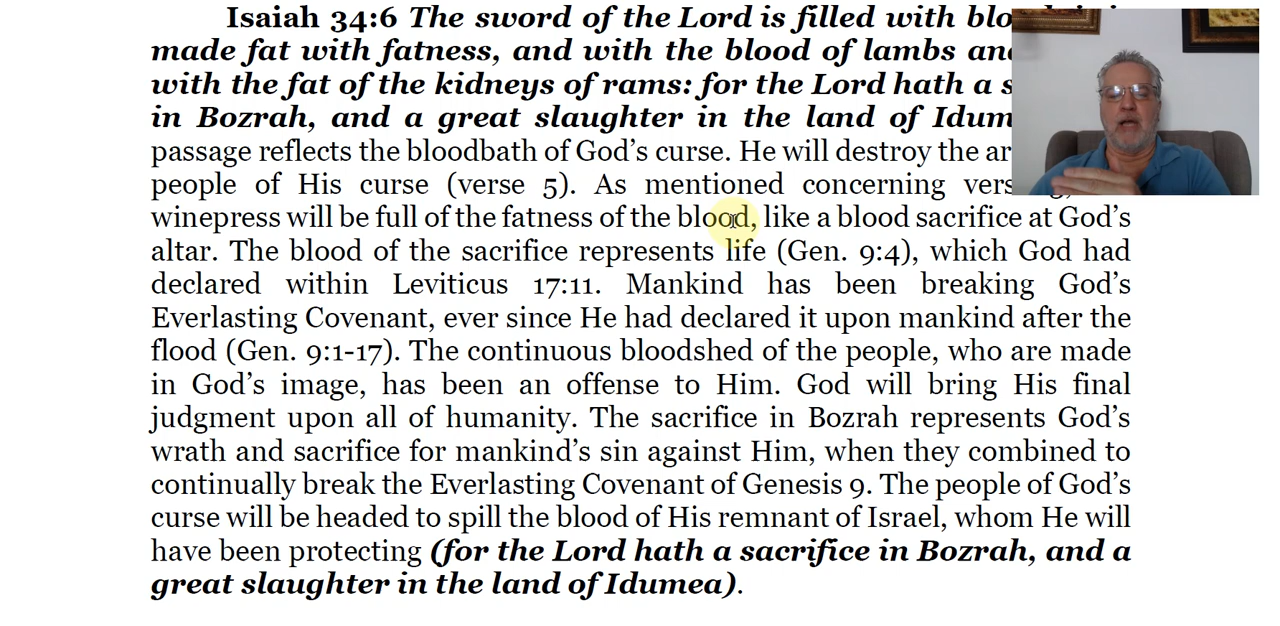 Isaiah 34:6 The sword of the Lord is filled with
made fat with fatness, and with the blood of lambs
with the fat of the kidneys of rams: for the Lord hath a
in Bozrah, and a great slaughter in the land of
passage reflects the bloodbath of God's curse. He will destroy the
people of His curse (verse 5). As mentioned concerning
winepress will be full of the fatness of the blood, like a blood sacrifice at God's
altar. The blood of the sacrifice represents life (Gen. 9:4), which God had
declared within Leviticus 17:11. Mankind has been breaking God's
Everlasting Covenant, ever since He had declared it upon mankind after the
flood (Gen. 9:1-17). The continuous bloodshed of the people, who are made
in God's image, has been an offense to Him. God will bring His final
judgment upon all of humanity. The sacrifice in Bozrah represents God's
wrath and sacrifice for mankind's sin against Him, when they combined to
continually break the Everlasting Covenant of Genesis 9. The people of God's
curse will be headed to spill the blood of His remnant of Israel, whom He will
have been protecting (for the Lord hath a sacrifice in Bozrah, and a
great slaughter in the land of Idumea).